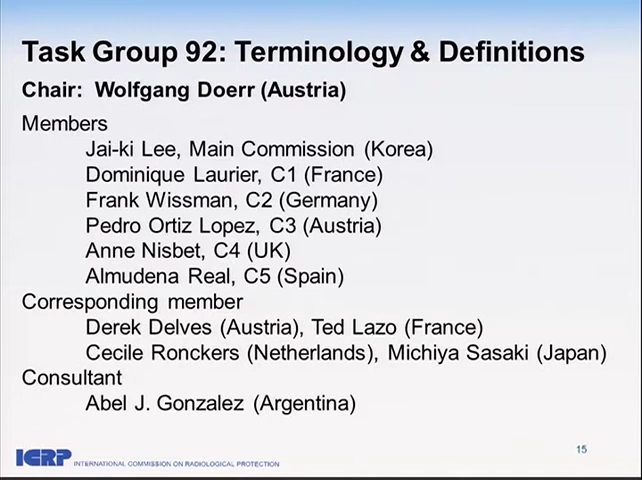 Task Group 92: Terminology & Definitions
Chair: Wolfgang Doerr (Austria)
Members
Jai-ki Lee, Main Commission (Korea)
Dominique Laurier, C1 (France)
Frank Wissman, C2 (Germany)
Pedro Ortiz Lopez, C3 (Austria)
Anne Nisbet, C4 (UK)
Almudena Real, C5 (Spain)
Corresponding member
Derek Delves (Austria), Ted Lazo (France)
Cecile Ronckers (Netherlands), Michiya Sasaki (Japan)
Consultant
Abel J. Gonzalez (Argentina)
15
ICRP INTERNATIONAL COMMISSION ON RADIOLOGICAL PROTECTION